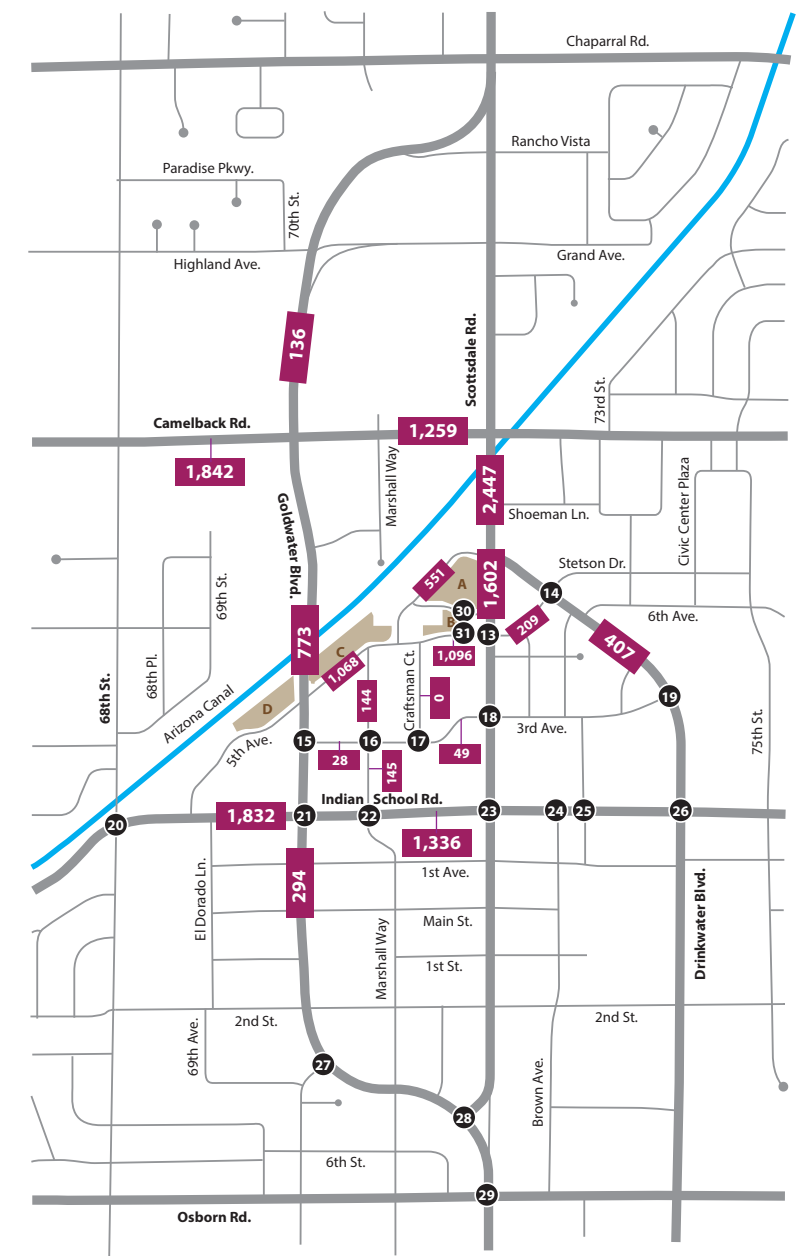 Chaparral Rd.
Rancho Vista
Paradise Pkwy.
70th St.
Grand Ave.
Highland Ave.
136
Scottsdale Rd.
73rd St.
Camelback Rd.
1,259
1,842
Marshall Way
2,447
Civic Center Plaza
Goldwater Blvd.
Shoeman Ln.
Stetson Dr.
551
A
1,602
14
69th St.
30
B
31
13
209
6th Ave.
773
C
1,068
1,096
407
68th Pl.
68th St.
Arizona Canal
D
144
Craftsman Ct.
0
19
18
3rd Ave.
75th St.
5th Ave.
15
16
17
28
49
145
Indian School Rd.
20
1,832
21
22
23
24
25
26
1,336
294
1st Ave.
El Dorado Ln.
Main St.
Drinkwater Blvd.
Marshall Way
1st St.
2nd St.
2nd St.
69th Ave.
27
Brown Ave.
28
6th St.
29
Osborn Rd.